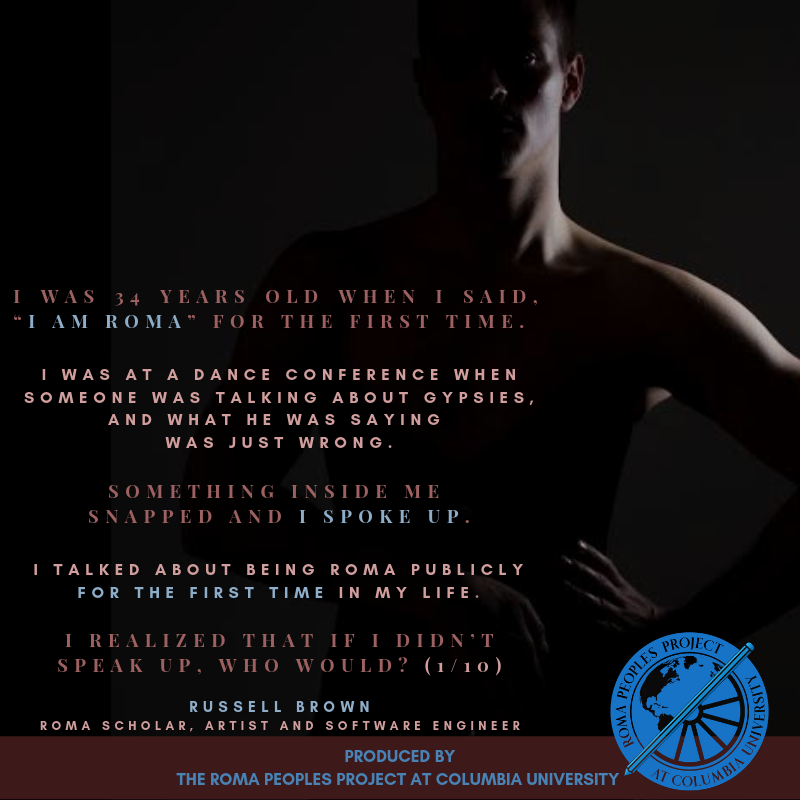 I WAS 34 YEARS OLD WHEN I SAID,
“I AM ROMA” FOR THE FIRST TIME.
I WAS AT A DANCE CONFERENCE WHEN
SOMEONE WAS TALKING ABOUT GYPSIES,
AND WHAT HE WAS SAYING
WAS JUST WRONG.
SOMETHING INSIDE ME
SNAPPED AND I SPOKE UP.
I TALKED ABOUT BEING ROMA PUBLICLY
FOR THE FIRST TIME IN MY LIFE.
I REALIZED THAT IF I DIDN’T
SPEAK UP, WHO WOULD? (1/10)
RUSSELL BROWN
ROMA SCHOLAR, ARTIST AND SOFTWARE ENGINEER
PRODUCED BY
THE ROMA PEOPLES PROJECT AT COLUMBIA UNIVERSITY
ROMA PEOPLES PROJECT
AT COLUMBIA UNIVERSITY